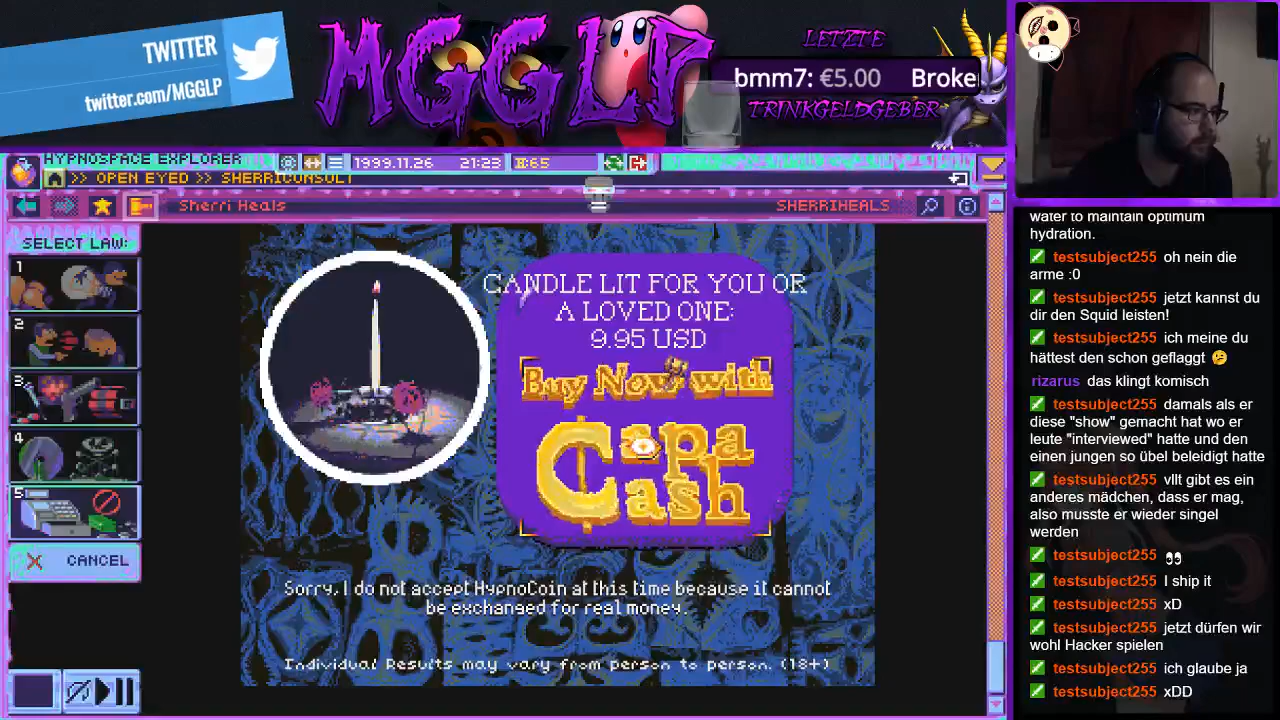 TWITTER
twitter.com/MGGLP
MGGLP
LETZTE
bmm7: €5.00 Broke
TRINKGELDGEBER
HYPNOSPACE EXPLORER
1999.11.26 21:23 65
>> OPEN EYED >> SHERRICONSULT
Sherri Heals
SHERRIHEALS
SELECT LAW:
1
2
3
4
5
CANCEL
CANDLE LIT FOR YOU OR
A LOVED ONE:
9.95 USD
Buy Now with
Capa
Cash
Sorry, I do not accept HypnoCoin at this time because it cannot
be exchanged for real money.
Individual Results may vary from person to person. (18+)
water to maintain optimum
hydration.
testsubject255 oh nein die
arme :0
testsubject255 jetzt kannst du
dir den Squid leisten!
testsubject255 ich meine du
hättest den schon geflaggt
rizarus das klingt komisch
testsubject255 damals als er
diese "show" gemacht hat wo er
leute "interviewed" hatte und den
einen jungen so übel beleidigt hatte
testsubject255 vllt gibt es ein
anderes mädchen, dass er mag,
also musste er wieder singel
werden
testsubject255
testsubject255 I ship it
testsubject255 xD
testsubject255 jetzt dürfen wir
wohl Hacker spielen
testsubject255 ich glaube ja
testsubject255 xDD